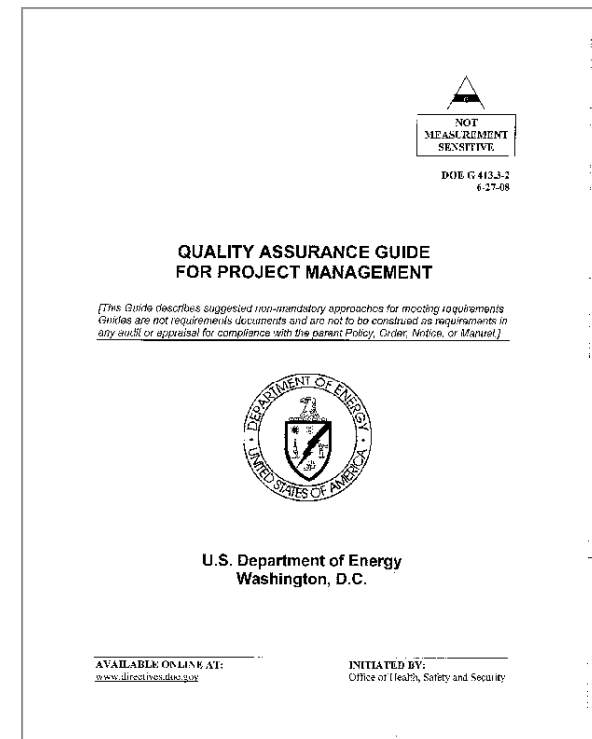 G
NOT
MEASUREMENT
SENSITIVE
DOE G 413.3-2
6-27-08
QUALITY ASSURANCE GUIDE
FOR PROJECT MANAGEMENT
[This Guide describes suggested non-mandatory approaches for meeting requirements
Guides are not requirements documents and are not to be construed as requirements in
any audit or appraisal for compliance with the parent Policy, Order, Notice, or Manual.]
DEPARTMENT OF ENERGY
UNITED STATES OF AMERICA
U.S. Department of Energy
Washington, D.C.
AVAILABLE ONLINE AT:
www.directives.doe.gov
INITIATED BY:
Office of Health, Safety and Security